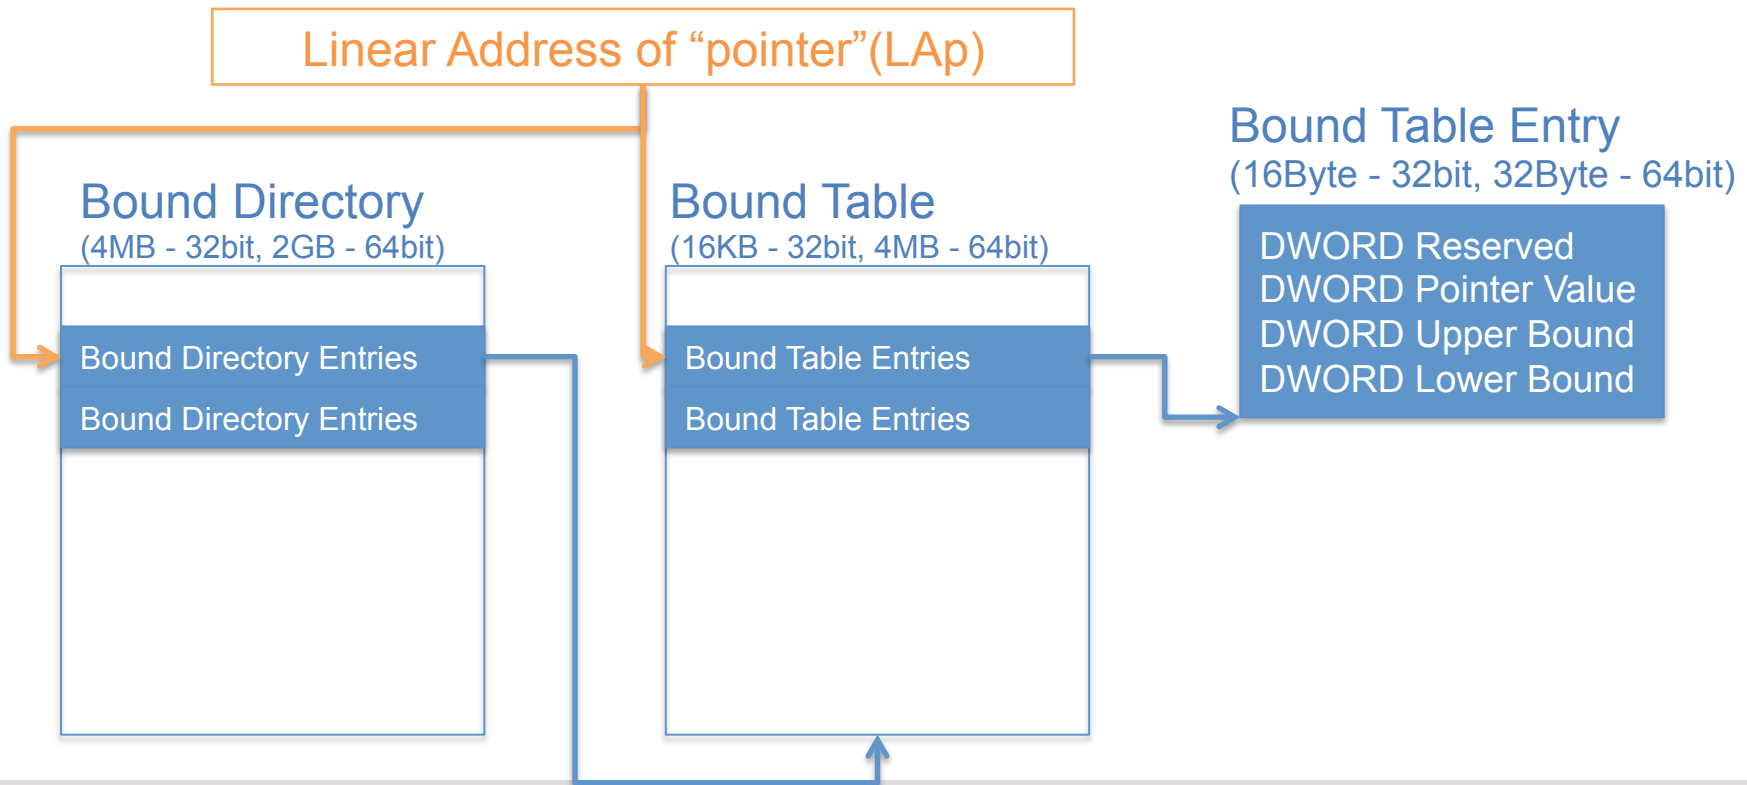 Linear Address of “pointer”(LAp)
Bound Directory
(4MB - 32bit, 2GB - 64bit)
Bound Directory Entries
Bound Directory Entries
Bound Table
(16KB - 32bit, 4MB - 64bit)
Bound Table Entries
Bound Table Entries
Bound Table Entry
(16Byte - 32bit, 32Byte - 64bit)
DWORD Reserved
DWORD Pointer Value
DWORD Upper Bound
DWORD Lower Bound